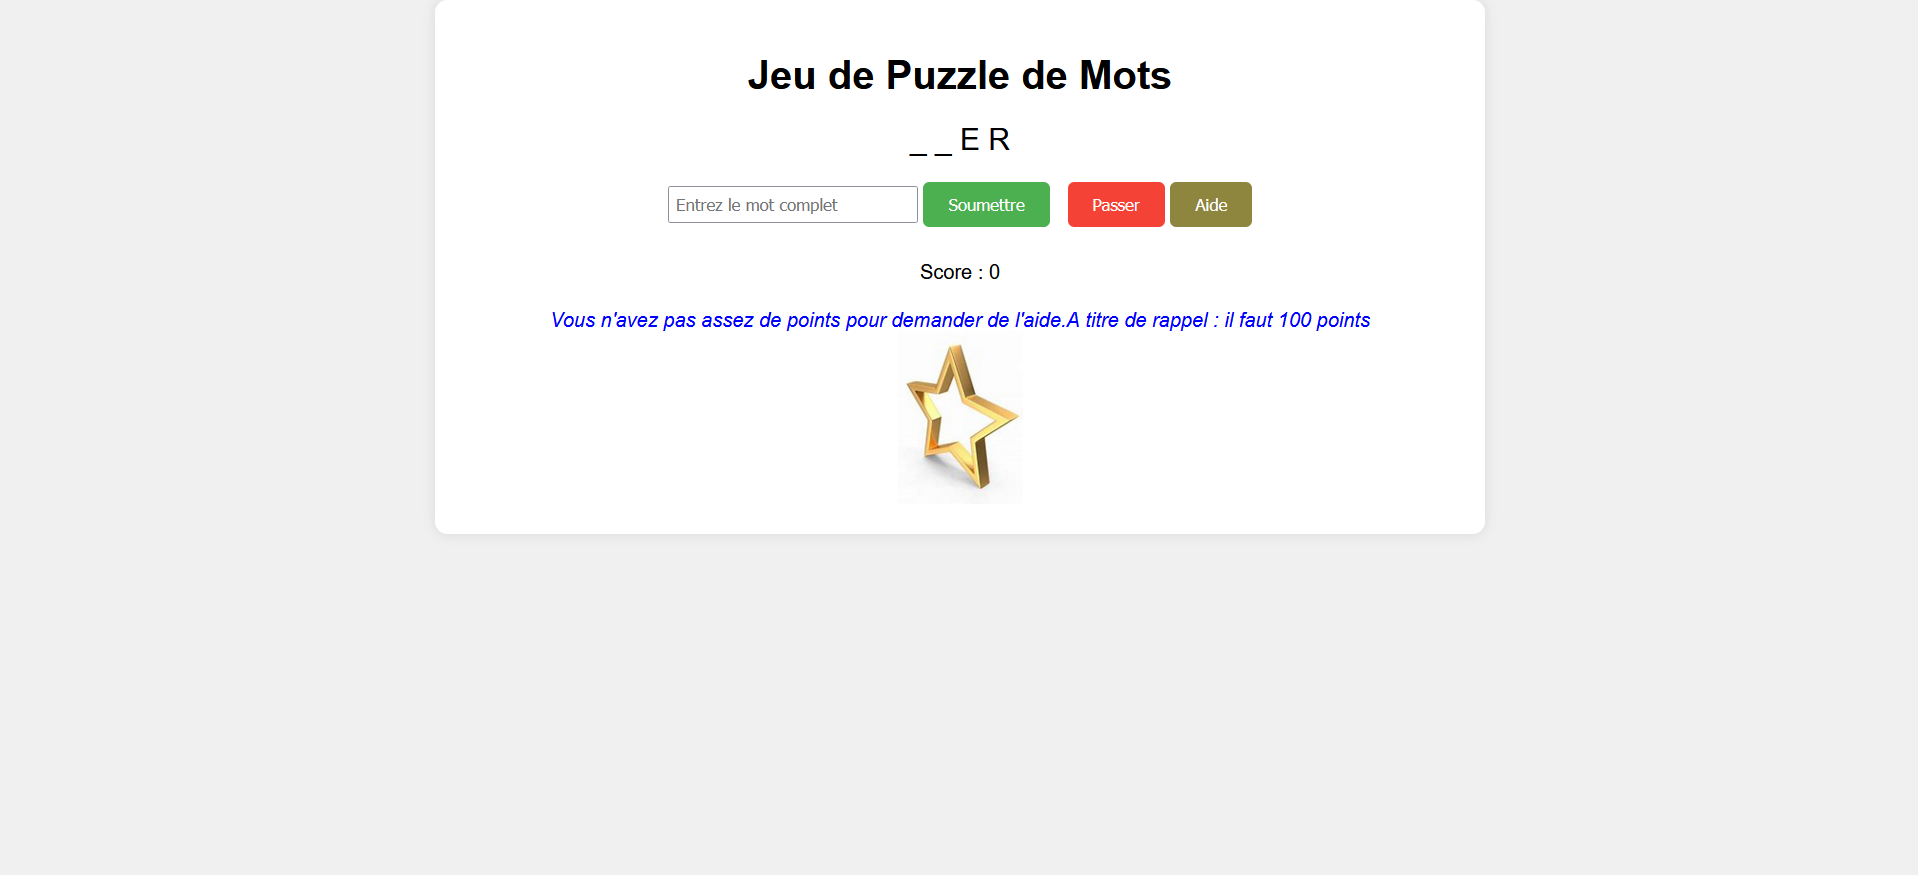 Jeu de Puzzle de Mots
_ _ E R
Entrez le mot complet Soumettre Passer Aide
Score : 0
Vous n'avez pas assez de points pour demander de l'aide.A titre de rappel : il faut 100 points